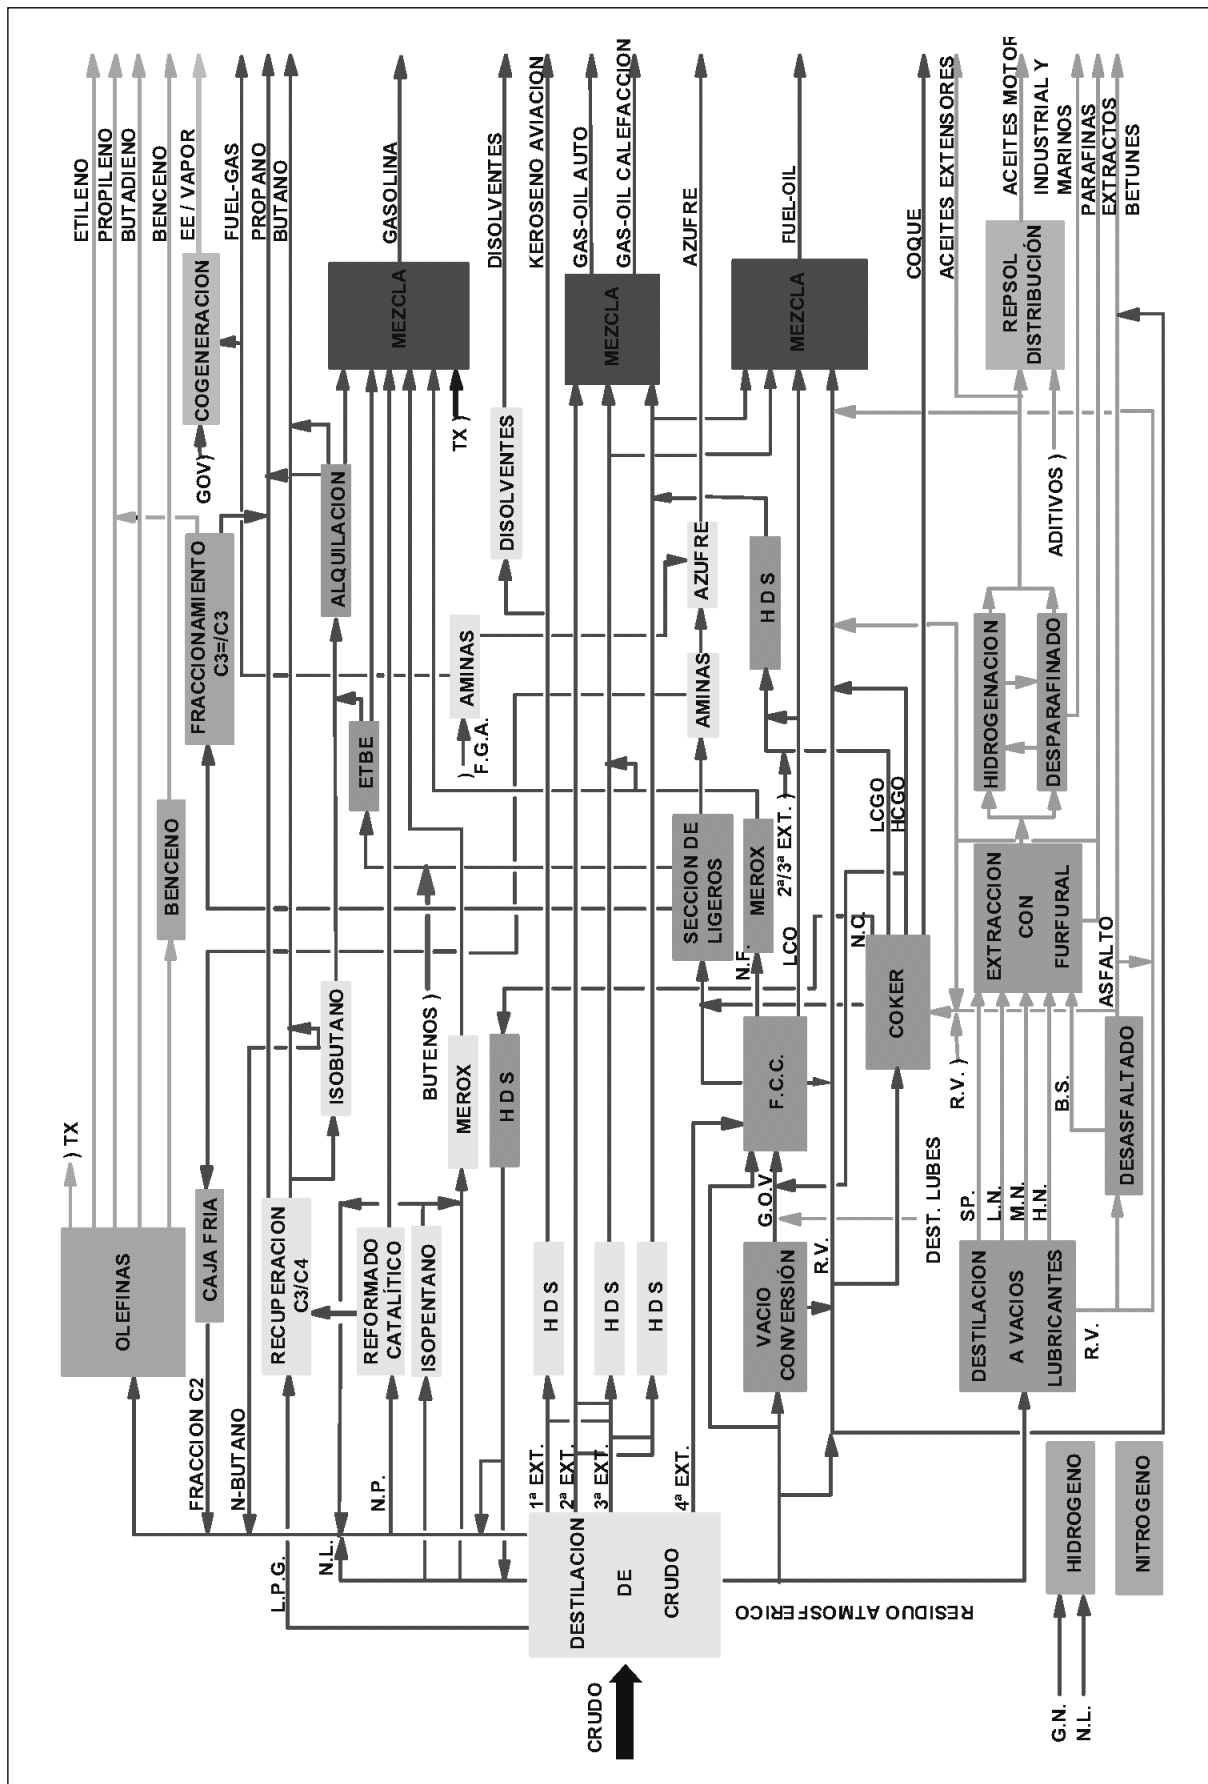 ETILENO
PROPILENO
BUTADIENO
BENCENO
EE / VAPOR
FUEL-GAS
PROPANO
BUTANO
GASOLINA
DISOLVENTES
KEROSENO AVIACION
GAS-OIL AUTO
GAS-OIL CALEFACCION
AZUFRE
FUEL-OIL
COQUE
ACEITES EXTENSORES
ACEITES MOTOR
INDUSTRIAL Y
MARINOS
PARAFINAS
EXTRACTOS
BETUNES
COGENERACION
MEZCLA
MEZCLA
MEZCLA
REPSOL
DISTRIBUCIÓN
GOV)
TX )
DISOLVENTES
ADITIVOS )
FRACCIONAMIENTO
C3=/C3
ALQUILACION
AMINAS
) F.G.A.
AZUFRE
AMINAS
H D S
HIDROGENACION
DESPARAFINADO
ETBE
BENCENO
SECCION DE
LIGEROS
MEROX
N.F.
2ª/3ª EXT. )
LCO
LCGO
HCGO
N.C.
EXTRACCION
CON
FURFURAL
ASFALTO
ISOBUTANO
BUTENOS )
MEROX
H D S
F.C.C.
COKER
R.V. )
B.S.
DESASFALTADO
) TX
OLEFINAS
CAJA FRIA
RECUPERACION
C3/C4
REFORMADO
CATALÍTICO
ISOPENTANO
H D S
H D S
H D S
G.O.V.
VACIO
CONVERSIÓN
R.V.
DEST. LUBES
SP.
L.N.
M.N.
H.N.
DESTILACION
A VACIOS
LUBRICANTES
R.V.
FRACCION C2
N-BUTANO
L.P.G.
N.L.
N.P.
1ª EXT.
2ª EXT.
3ª EXT.
4ª EXT.
DESTILACION
DE
CRUDO
RESIDUO ATMOSFERICO
HIDROGENO
NITROGENO
CRUDO
G.N.
N.L.